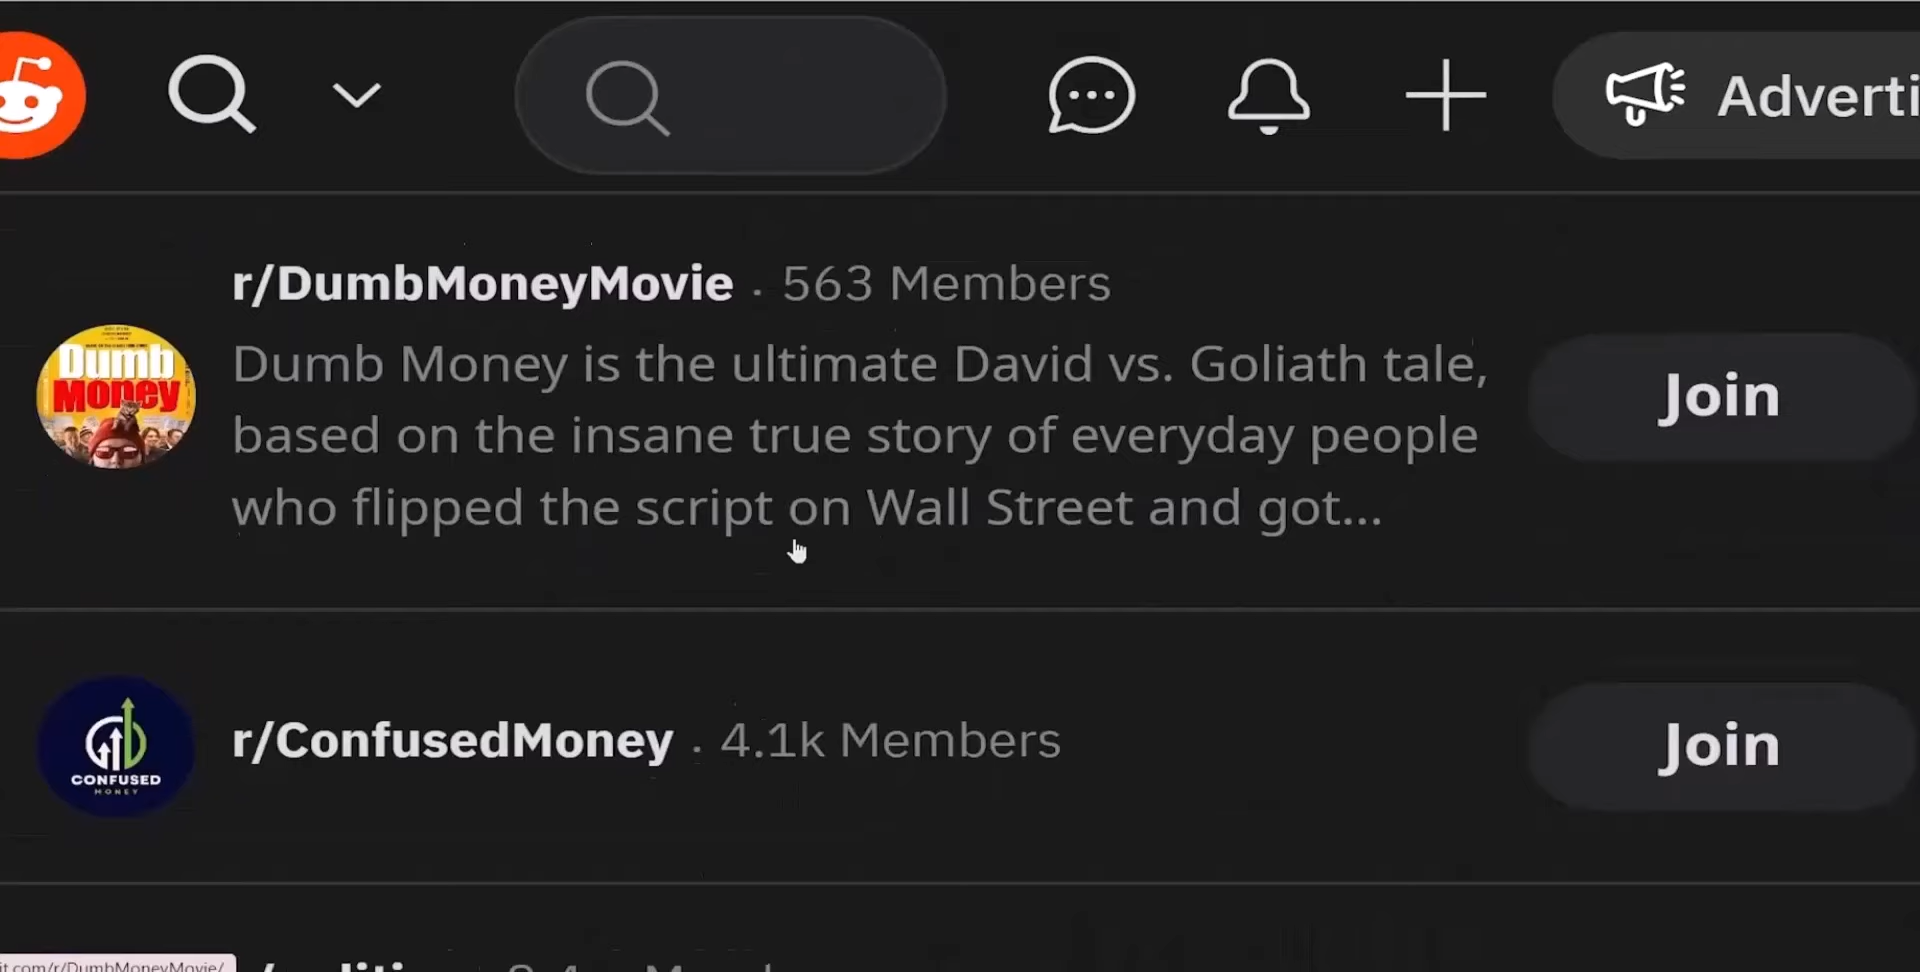 Adverti
r/DumbMoneyMovie · 563 Members
Dumb Money is the ultimate David vs. Goliath tale,
based on the insane true story of everyday people
who flipped the script on Wall Street and got...
Join
Dumb
Money
r/ConfusedMoney · 4.1k Members
Join
CONFUSED
MONEY
it.com/r/DumbMoneyMovie/